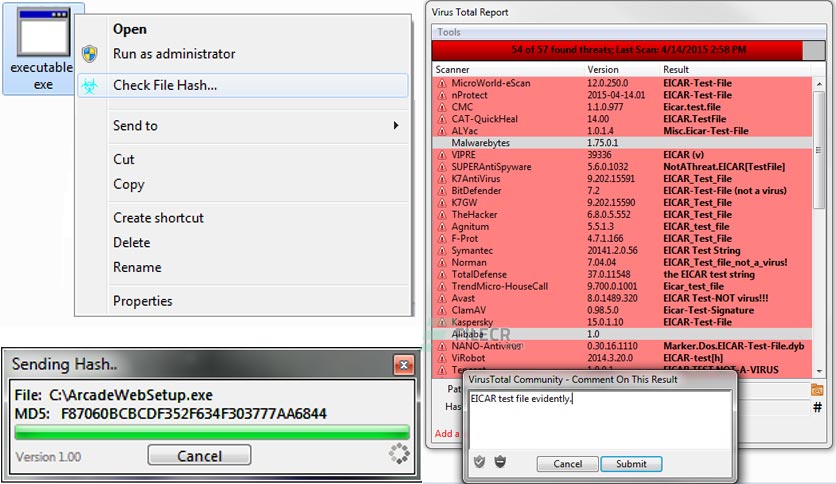 executable.
exe
Open
Run as administrator
Check File Hash...
Send to
Cut
Copy
Create shortcut
Delete
Rename
Properties
Sending Hash..
File: C:\ArcadeWebSetup.exe
MD5: F87060BCBCDF352F634F303777AA6844
Version 1.00 Cancel
Virus Total Report
Tools
54 of 57 found threats; Last Scan: 4/14/2015 2:58 PM
Scanner Version Result
MicroWorld-eScan 12.0.250.0 EICAR-Test-File
nProtect 2015-04-14.01 EICAR-Test-File
CMC 1.1.0.977 Eicar.test.file
CAT-QuickHeal 14.00 EICAR.TestFile
ALYac 1.0.1.4 Misc.Eicar-Test-File
Malwarebytes 1.75.0.1
VIPRE 39336 EICAR (v)
SUPERAntiSpyware 5.6.0.1032 NotAThreat.EICAR[TestFile]
K7AntiVirus 9.202.15591 EICAR_Test_File
BitDefender 7.2 EICAR-Test-File (not a virus)
K7GW 9.202.15590 EICAR_Test_File
TheHacker 6.8.0.5.552 EICAR_Test_File
Agnitum 5.5.1.3 EICAR_test_file
F-Prot 4.7.1.166 EICAR_Test_File
Symantec 20141.2.0.56 EICAR Test String
Norman 7.04.04 EICAR_Test_file_not_a_virus!
TotalDefense 37.0.11548 the EICAR test string
TrendMicro-HouseCall 9.700.0.1001 Eicar_test_file
Avast 8.0.1489.320 EICAR Test-NOT virus!!!
ClamAV 0.98.5.0 Eicar-Test-Signature
Kaspersky 15.0.1.10 EICAR-Test-File
Alibaba 1.0
FILECR
NANO-Antivirus 0.30.16.1110 Marker.Dos.EICAR-Test-File.dyb
ViRobot 2014.3.20.0 EICAR-test[h]
EICAR TEST NOT-A-VIRUS
VirusTotal Community - Comment On This Result
EICAR test file evidently.
Cancel Submit
Pat
Has #
Add a